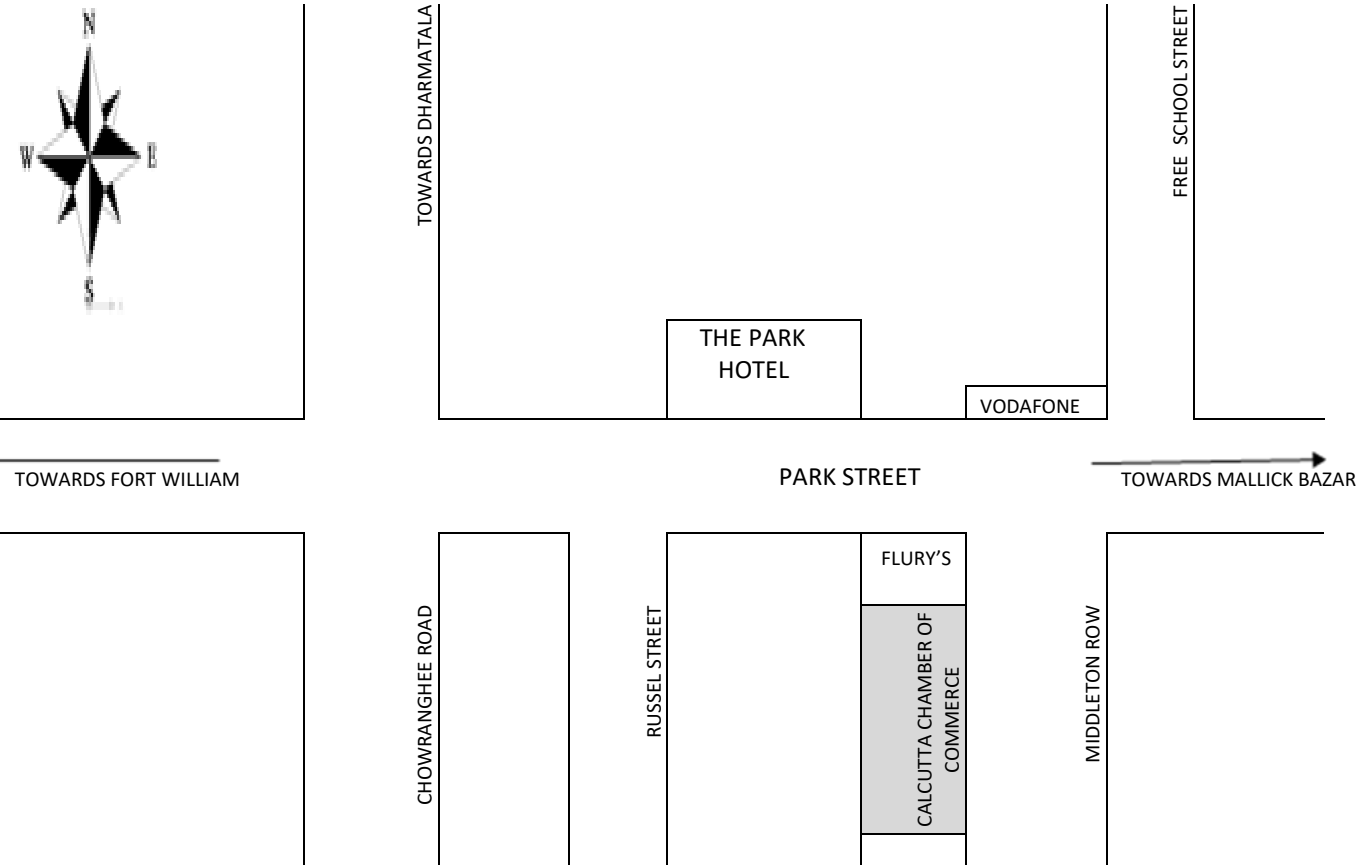 N
TOWARDS DHARMATALA
FREE SCHOOL STREET
W
E
S
THE PARK
HOTEL
VODAFONE
TOWARDS FORT WILLIAM
PARK STREET
TOWARDS MALLICK BAZAR
FLURY’S
CHOWRANGHEE ROAD
RUSSEL STREET
CALCUTTA CHAMBER OF
COMMERCE
MIDDLETON ROW